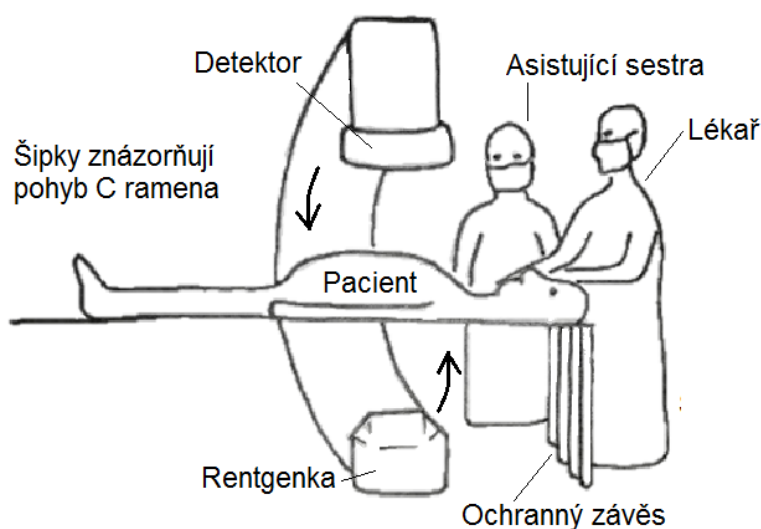 Detektor
Asistující sestra
Lékař
Šipky znázorňují
pohyb C ramena
Pacient
Rentgenka
Ochranný závěs